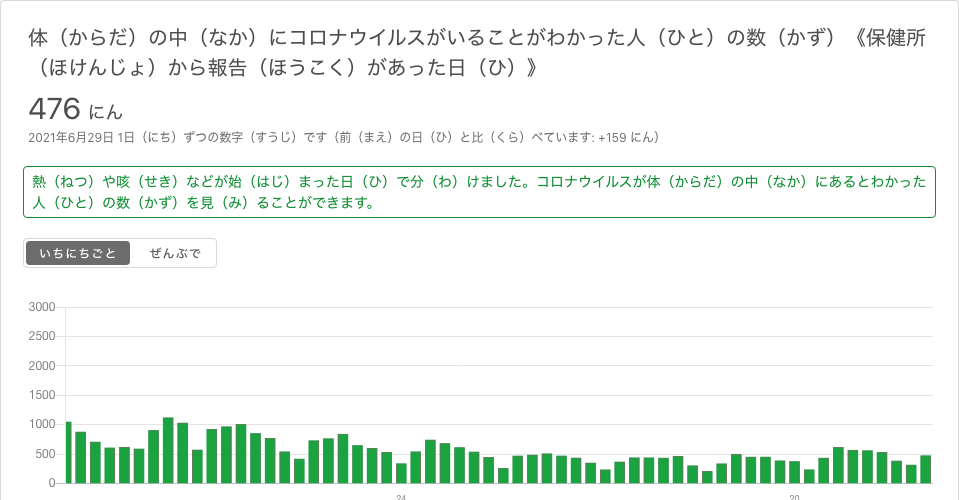 体（からだ）の中（なか）にコロナウイルスがいることがわかった人（ひと）の数（かず）《保健所
（ほけんじょ）から報告（ほうこく）があった日（ひ）》
476 にん
2021年6月29日 1日（にち）ずつの数字（すうじ）です（前（まえ）の日（ひ）と比（くら）べています: +159 にん）
熱（ねつ）や咳（せき）などが始（はじ）まった日（ひ）で分（わ）けました。コロナウイルスが体（からだ）の中（なか）にあるとわかった
人（ひと）の数（かず）を見（み）ることができます。
いちにちごと ぜんぶで
3000
2500
2000
1500
1000
500
0
24 20